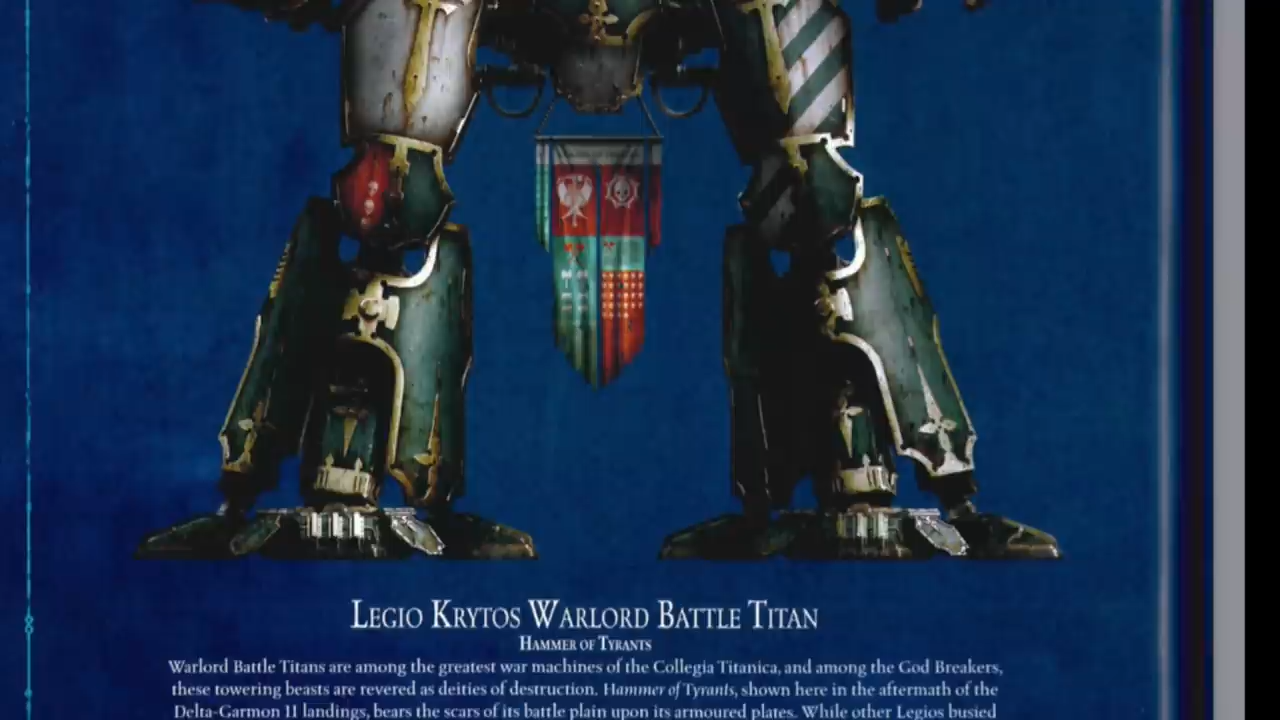 Legio Krytos Warlord Battle Titan
Hammer of Tyrants
Warlord Battle Titans are among the greatest war machines of the Collegia Titanica, and among the God Breakers,
these towering beasts are revered as deities of destruction. Hammer of Tyrants, shown here in the aftermath of the
Delta-Garmon II landings, bears the scars of its battle plain upon its armoured plates. While other Legios busied